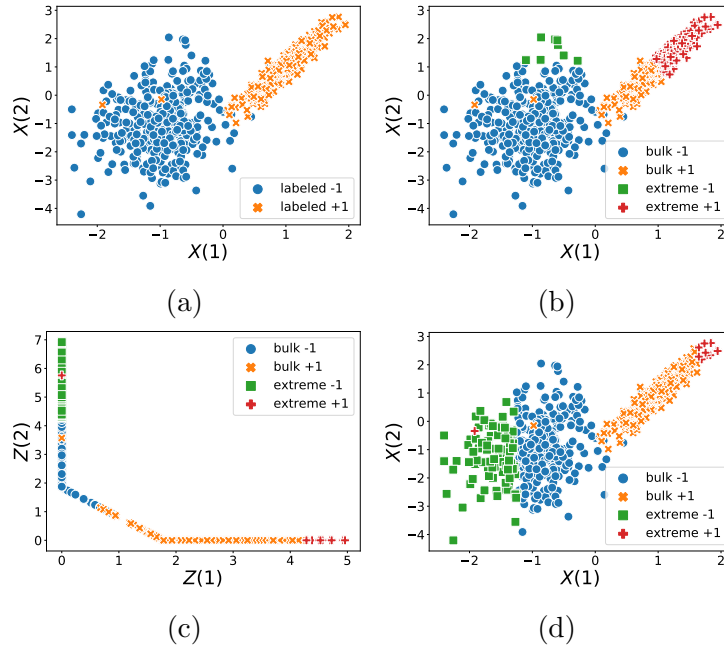 3
2
1
0
−1
−2
−3
−4
X(2)
−2 −1 0 1 2
X(1)
labeled -1
labeled +1
(a)
3
2
1
0
−1
−2
−3
−4
X(2)
−2 −1 0 1 2
X(1)
bulk -1
bulk +1
extreme -1
extreme +1
(b)
7
6
5
4
3
2
1
0
Z(2)
0 1 2 3 4 5
Z(1)
bulk -1
bulk +1
extreme -1
extreme +1
(c)
3
2
1
0
−1
−2
−3
−4
X(2)
−2 −1 0 1 2
X(1)
bulk -1
bulk +1
extreme -1
extreme +1
(d)